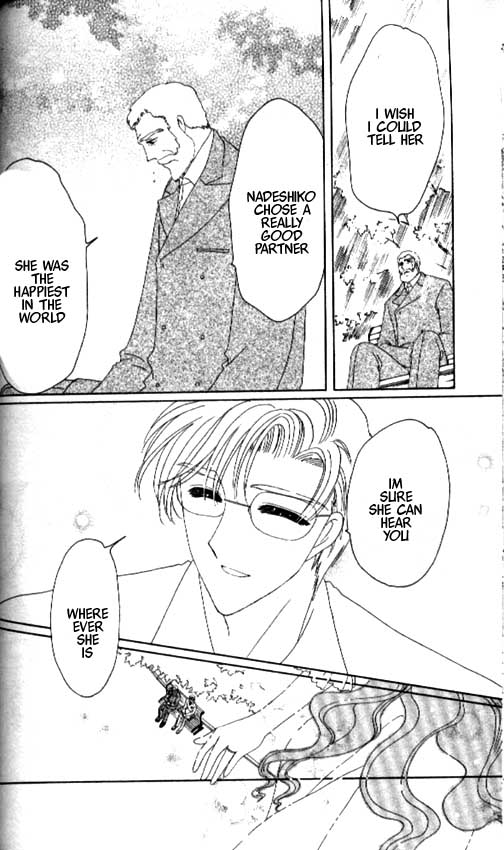 I WISH
I COULD
TELL HER
NADESHIKO
CHOSE A
REALLY
GOOD
PARTNER
SHE WAS
THE
HAPPIEST
IN THE
WORLD
IM
SURE
SHE CAN
HEAR
YOU
WHERE
EVER
SHE
IS